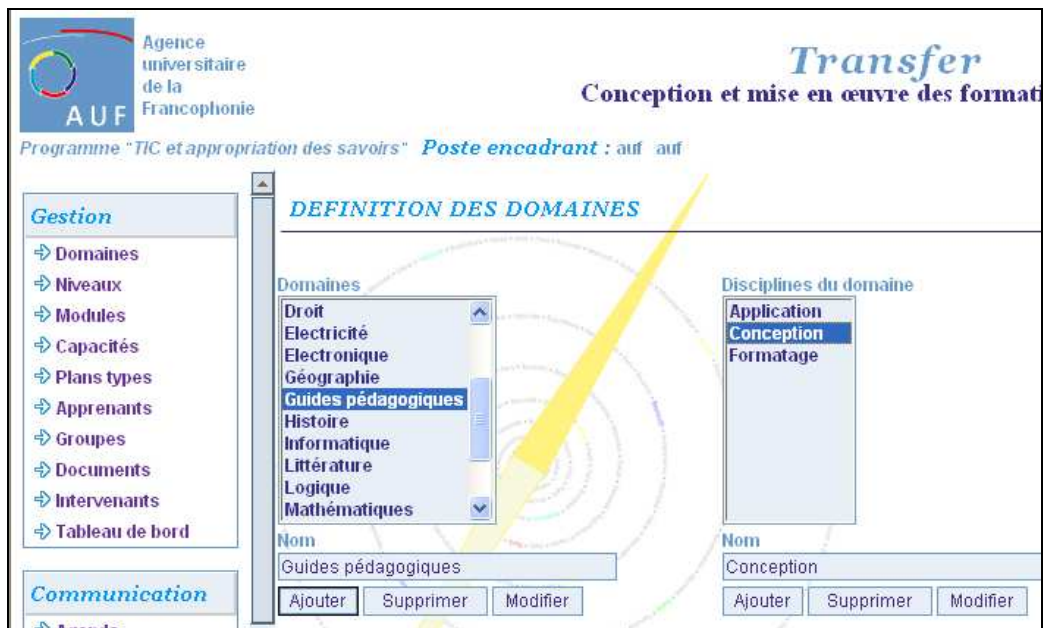 Agence
universitaire
de la
Francophonie
AUF
Transfer
Conception et mise en œuvre des formati
Programme "TIC et appropriation des savoirs" Poste encadrant : auf auf
Gestion
Domaines
Niveaux
Modules
Capacités
Plans types
Apprenants
Groupes
Documents
Intervenants
Tableau de bord
Communication
DEFINITION DES DOMAINES
Domaines
Droit
Electricité
Electronique
Géographie
Guides pédagogiques
Histoire
Informatique
Littérature
Logique
Mathématiques
Nom
Guides pédagogiques
Ajouter Supprimer Modifier
Disciplines du domaine
Application
Conception
Formatage
Nom
Conception
Ajouter Supprimer Modifier